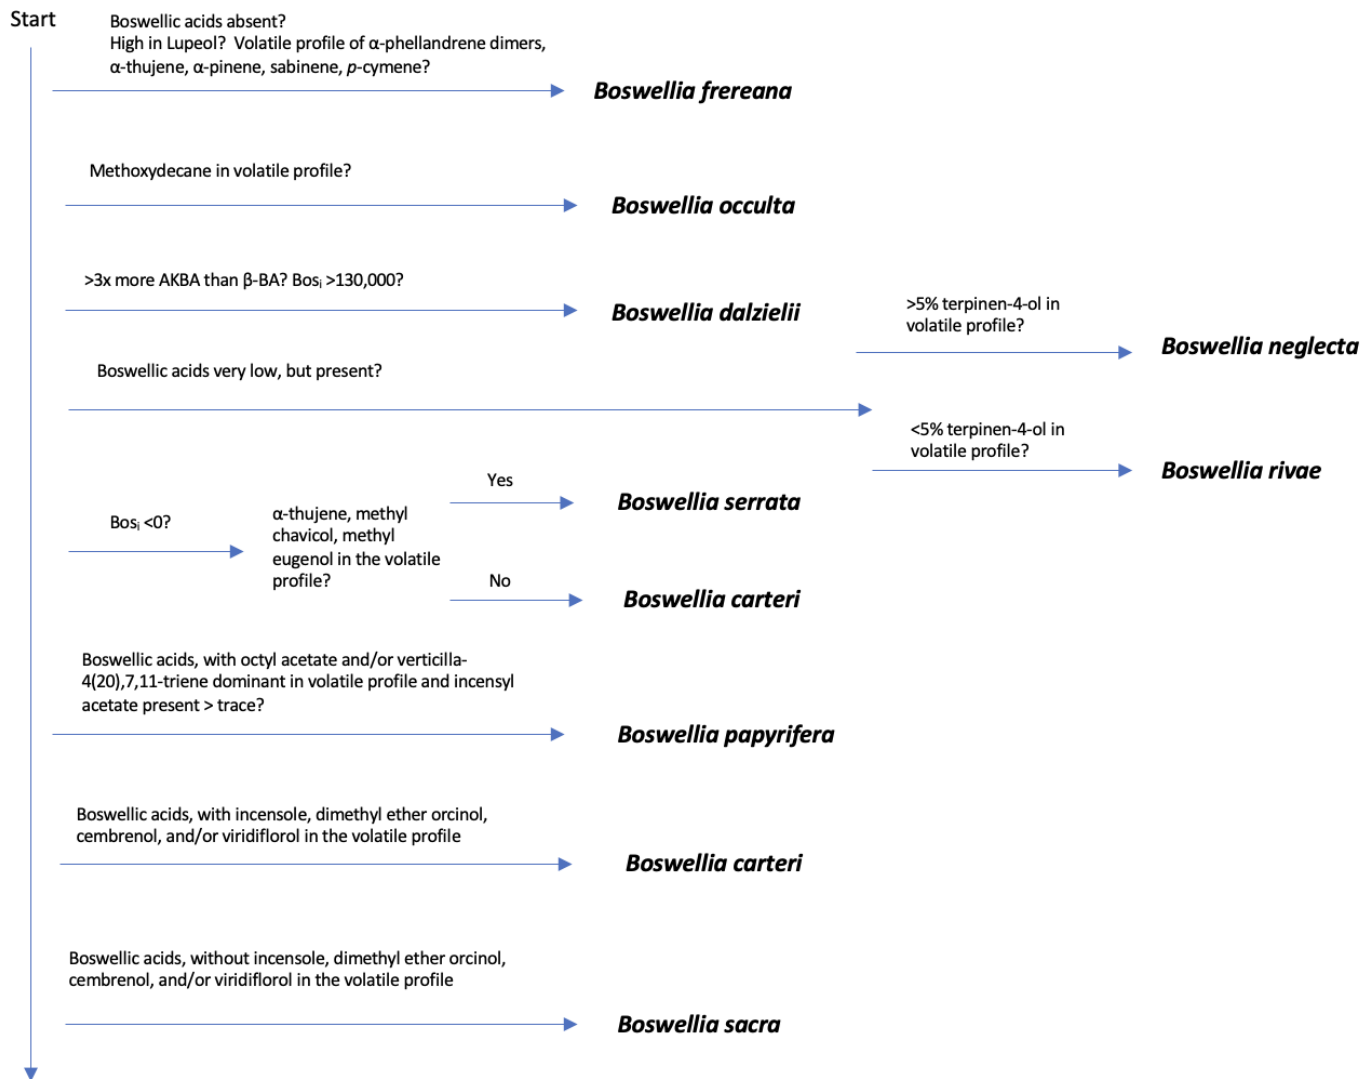 Start
Boswellic acids absent?
High in Lupeol?  Volatile profile of α-phellandrene dimers,
α-thujene, α-pinene, sabinene, p-cymene?
Boswellia frereana
Methoxydecane in volatile profile?
Boswellia occulta
>3x more AKBA than β-BA? Bosᵢ >130,000?
Boswellia dalzielii
>5% terpinen-4-ol in
volatile profile?
Boswellia neglecta
Boswellic acids very low, but present?
<5% terpinen-4-ol in
volatile profile?
Boswellia rivae
Bosᵢ <0?
α-thujene, methyl
chavicol, methyl
eugenol in the volatile
profile?
Yes
Boswellia serrata
No
Boswellia carteri
Boswellic acids, with octyl acetate and/or verticilla-
4(20),7,11-triene dominant in volatile profile and incensyl
acetate present > trace?
Boswellia papyrifera
Boswellic acids, with incensole, dimethyl ether orcinol,
cembrenol, and/or viridiflorol in the volatile profile
Boswellia carteri
Boswellic acids, without incensole, dimethyl ether orcinol,
cembrenol, and/or viridiflorol in the volatile profile
Boswellia sacra